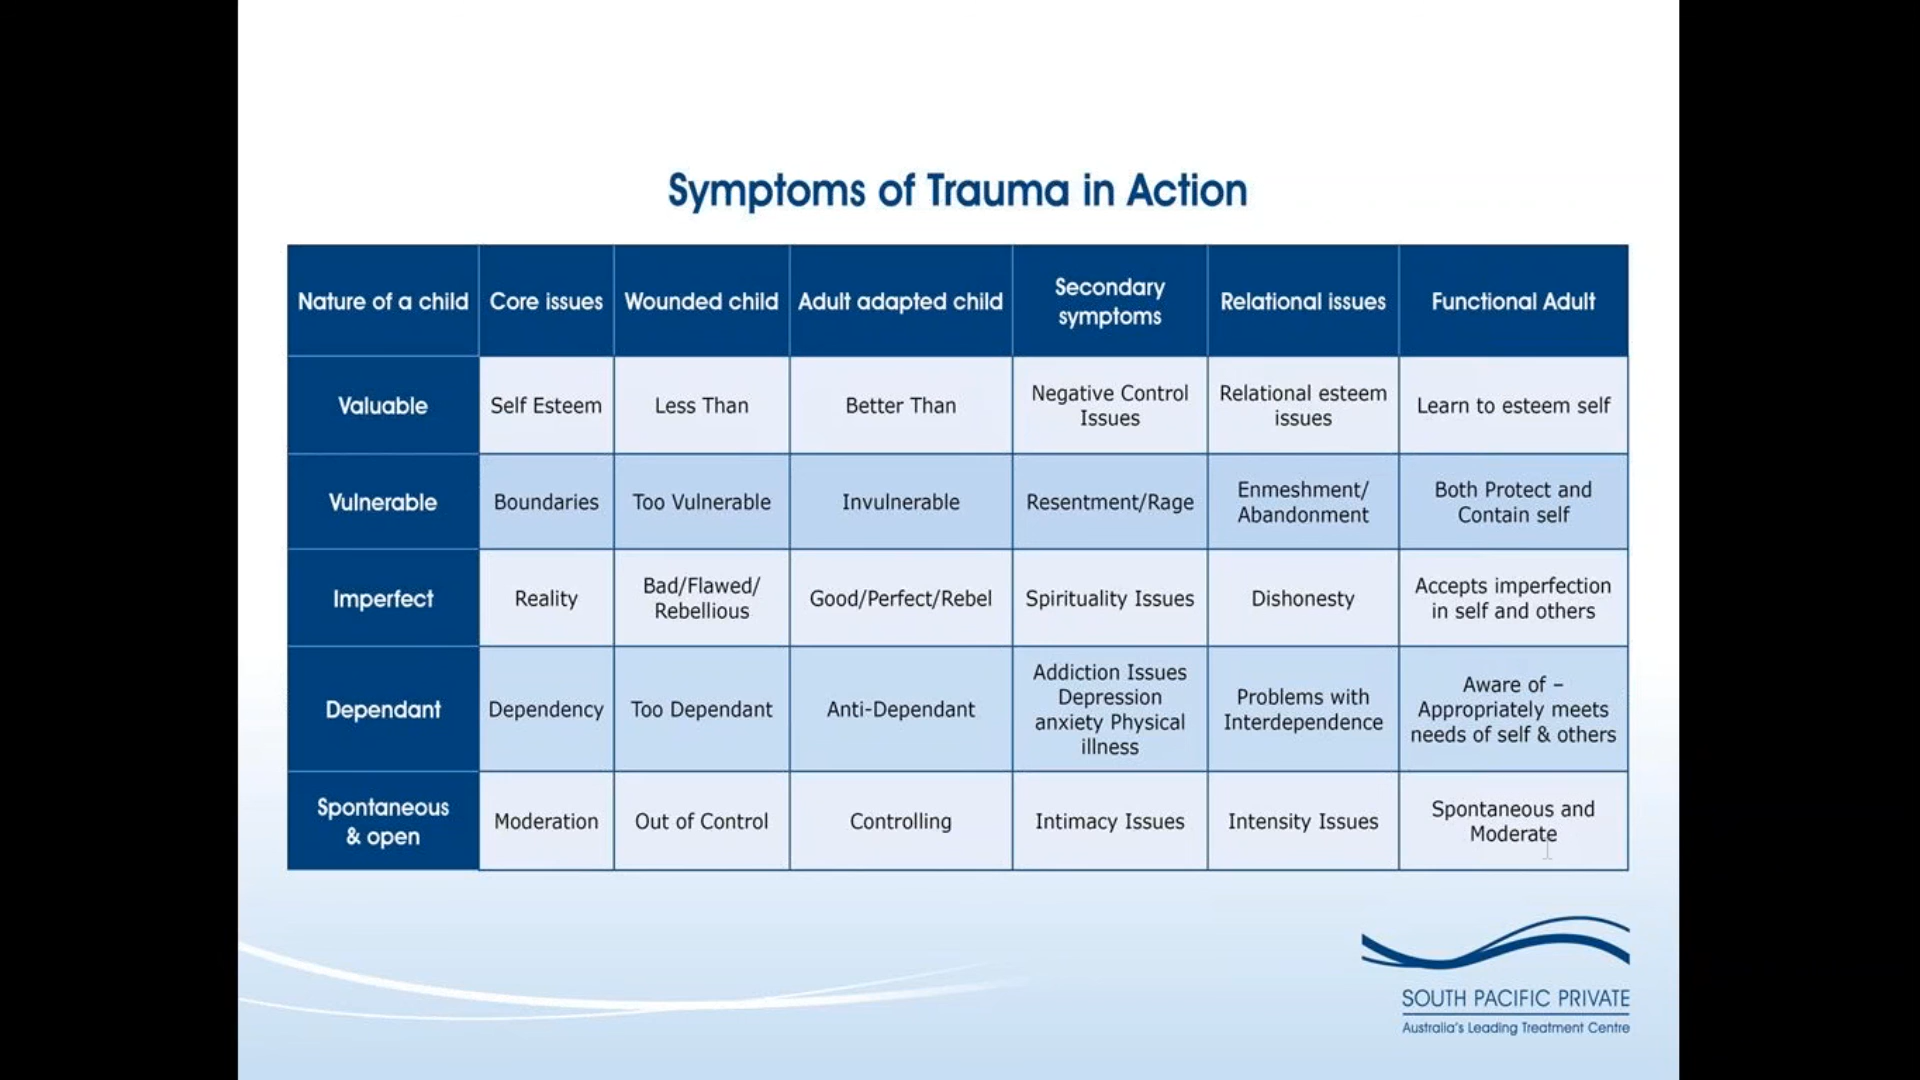 Symptoms of Trauma in Action
Nature of a child
Core issues
Wounded child
Adult adapted child
Secondary
symptoms
Relational issues
Functional Adult
Valuable
Self Esteem
Less Than
Better Than
Negative Control
Issues
Relational esteem
issues
Learn to esteem self
Vulnerable
Boundaries
Too Vulnerable
Invulnerable
Resentment/Rage
Enmeshment/
Abandonment
Both Protect and
Contain self
Imperfect
Reality
Bad/Flawed/
Rebellious
Good/Perfect/Rebel
Spirituality Issues
Dishonesty
Accepts imperfection
in self and others
Dependant
Dependency
Too Dependant
Anti-Dependant
Addiction Issues
Depression
anxiety Physical
illness
Problems with
Interdependence
Aware of –
Appropriately meets
needs of self & others
Spontaneous
& open
Moderation
Out of Control
Controlling
Intimacy Issues
Intensity Issues
Spontaneous and
Moderate
SOUTH PACIFIC PRIVATE
Australia's Leading Treatment Centre